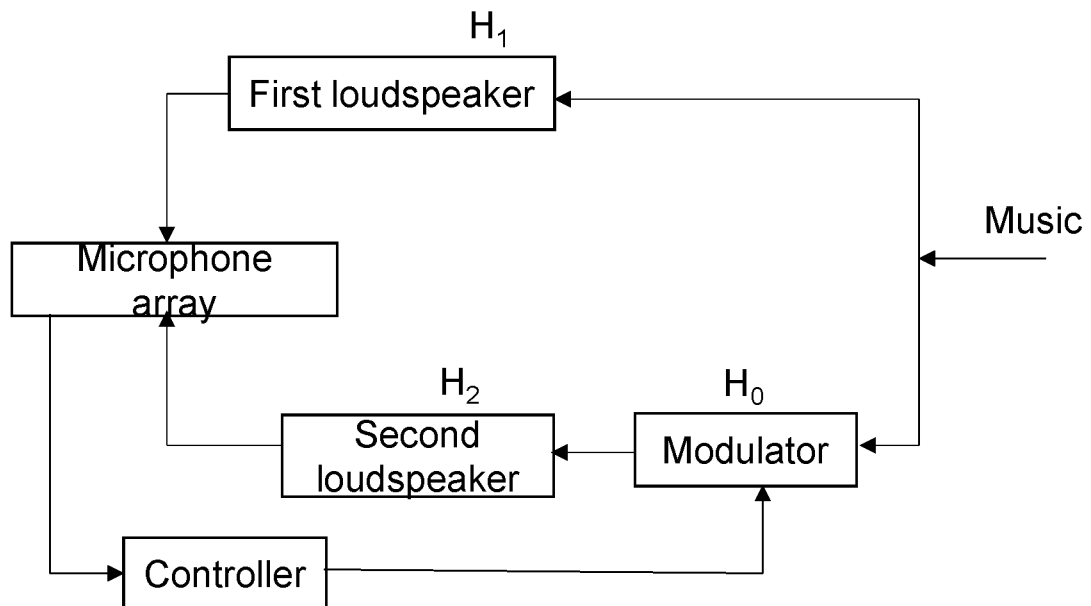 H₁
First loudspeaker
Music
Microphone
array
H₂
H₀
Second
loudspeaker
Modulator
Controller